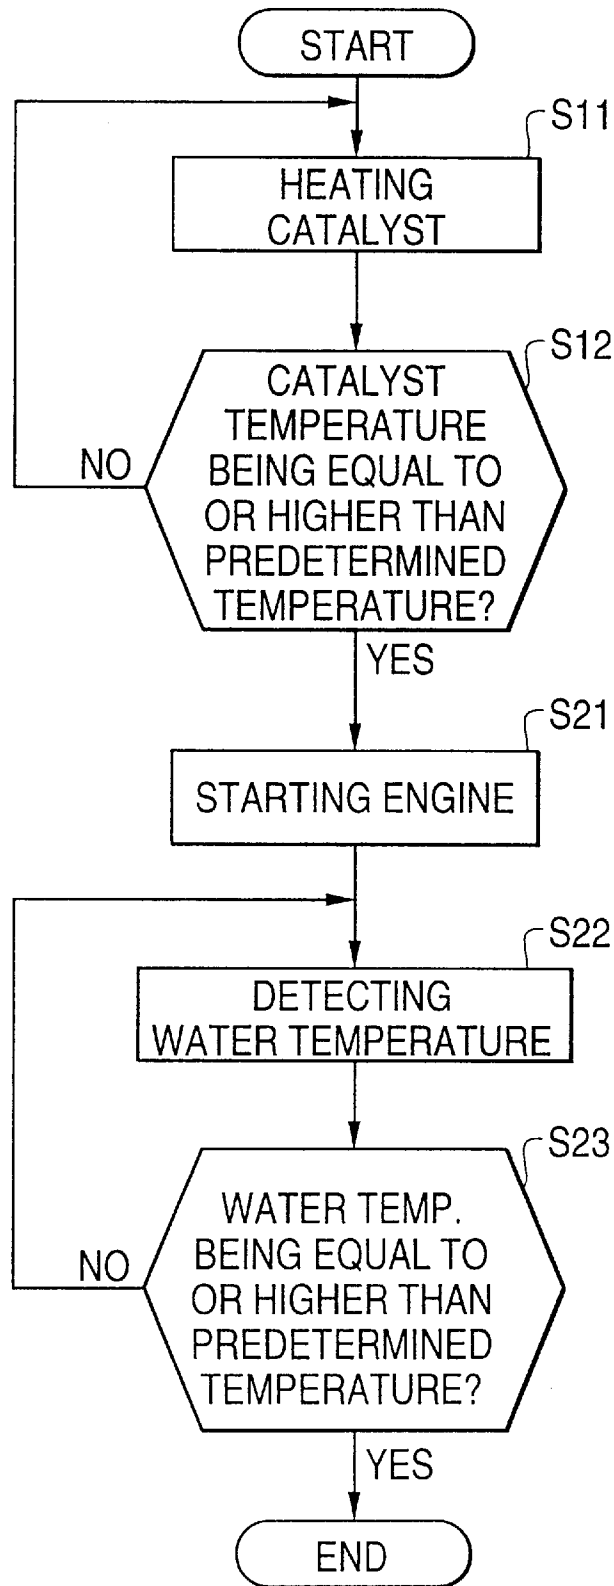 START
S11
HEATING
CATALYST
S12
CATALYST
TEMPERATURE
BEING EQUAL TO
OR HIGHER THAN
PREDETERMINED
TEMPERATURE?
NO
YES
S21
STARTING ENGINE
S22
DETECTING
WATER TEMPERATURE
S23
WATER TEMP.
BEING EQUAL TO
OR HIGHER THAN
PREDETERMINED
TEMPERATURE?
NO
YES
END